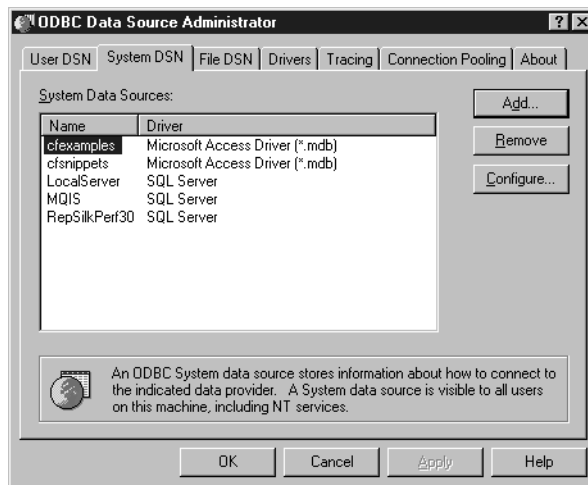 ODBC Data Source Administrator
User DSN System DSN File DSN Drivers Tracing Connection Pooling About
System Data Sources:
Name Driver
cfexamples Microsoft Access Driver (*.mdb)
cfsnippets Microsoft Access Driver (*.mdb)
LocalServer SQL Server
MQIS SQL Server
RepSilkPerf30 SQL Server
Add...
Remove
Configure...
An ODBC System data source stores information about how to connect to
the indicated data provider. A System data source is visible to all users
on this machine, including NT services.
OK Cancel Apply Help